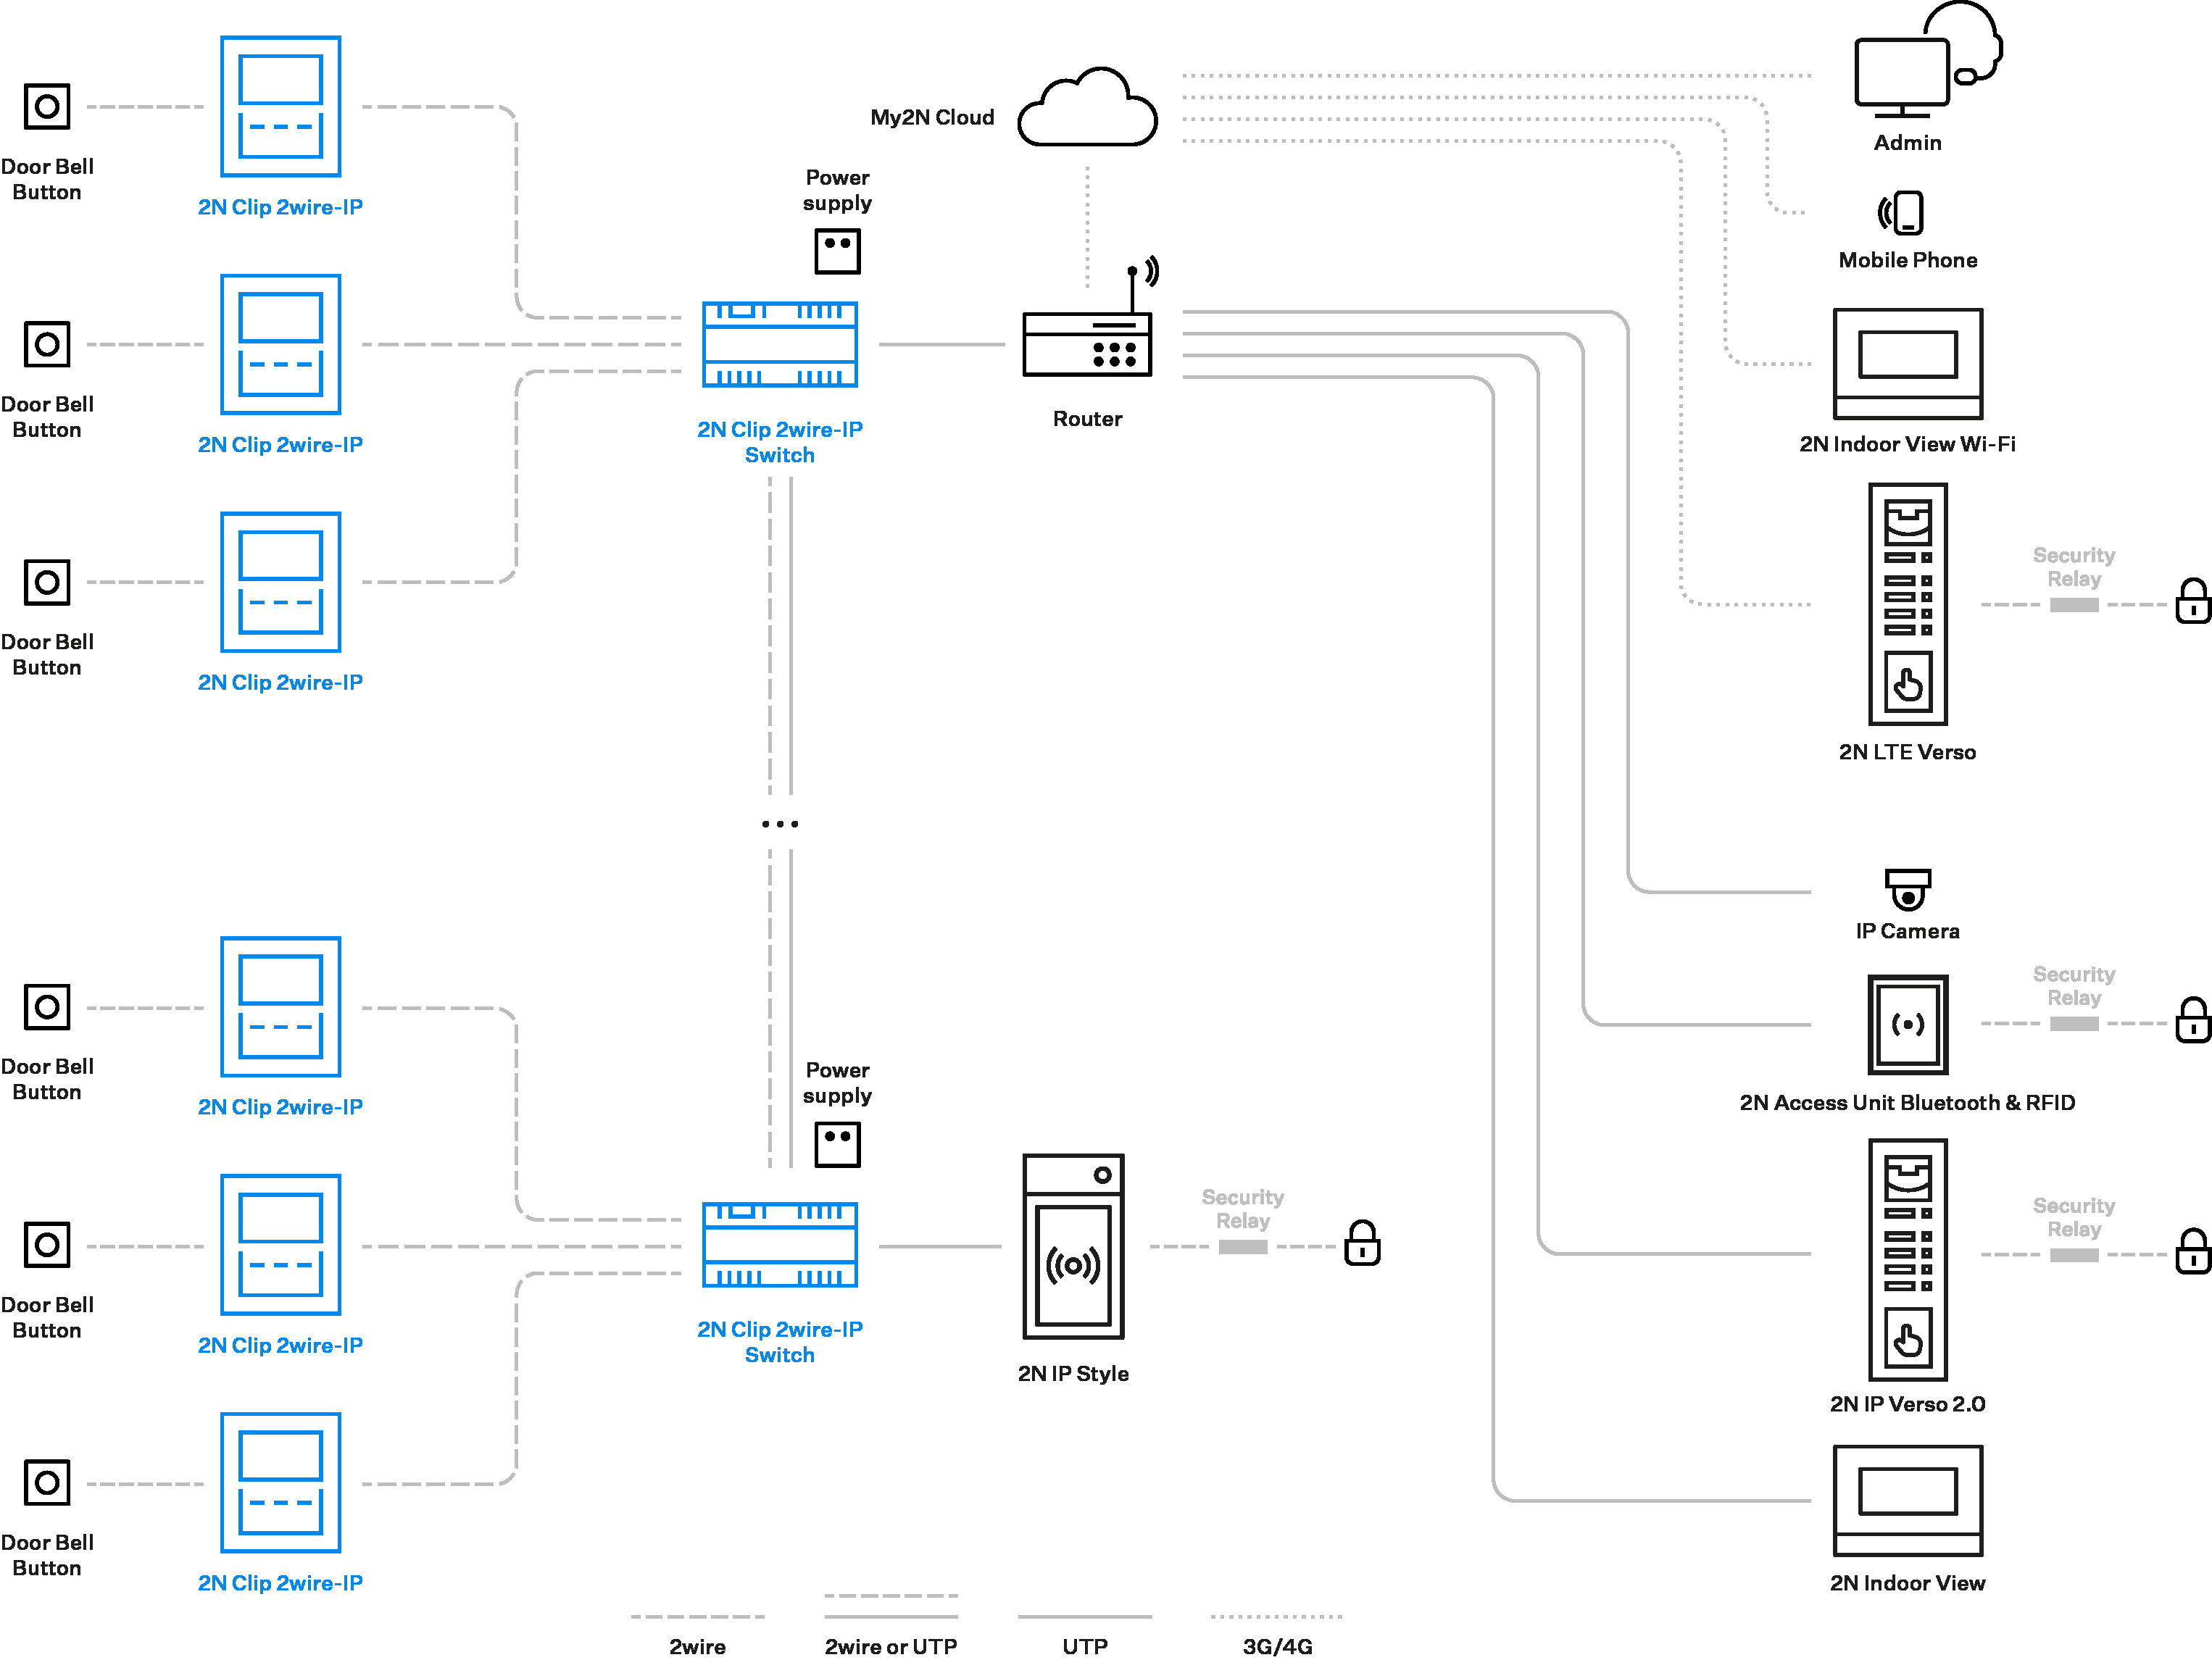 Door Bell
Button
2N Clip 2wire-IP
Door Bell
Button
2N Clip 2wire-IP
Door Bell
Button
2N Clip 2wire-IP
Power
supply
2N Clip 2wire-IP
Switch
My2N Cloud
Router
Admin
Mobile Phone
2N Indoor View Wi-Fi
2N LTE Verso
Security
Relay
IP Camera
2N Access Unit Bluetooth & RFID
Security
Relay
2N IP Verso 2.0
Security
Relay
2N Indoor View
Door Bell
Button
2N Clip 2wire-IP
Door Bell
Button
2N Clip 2wire-IP
Door Bell
Button
2N Clip 2wire-IP
Power
supply
2N Clip 2wire-IP
Switch
2N IP Style
Security
Relay
2wire
2wire or UTP
UTP
3G/4G